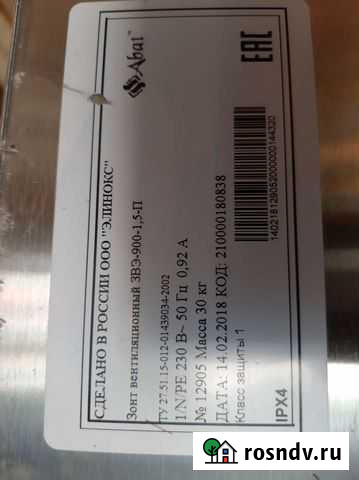 Abat™
EAC
СДЕЛАНО В РОССИИ ООО "ЭЛИНОКС"
Зонт вентиляционный ЗВЭ-900-1,5-П
ТУ 27.51.15-012-01439034-2002
1/N/PE 230 В~ 50 Гц 0,92 А
№ 12905 Масса 30 кг
ДАТА: 14.02.2018 КОД: 210000180838
Класс защиты 1
IPX4
1402181290520000000144320
rosndv.ru